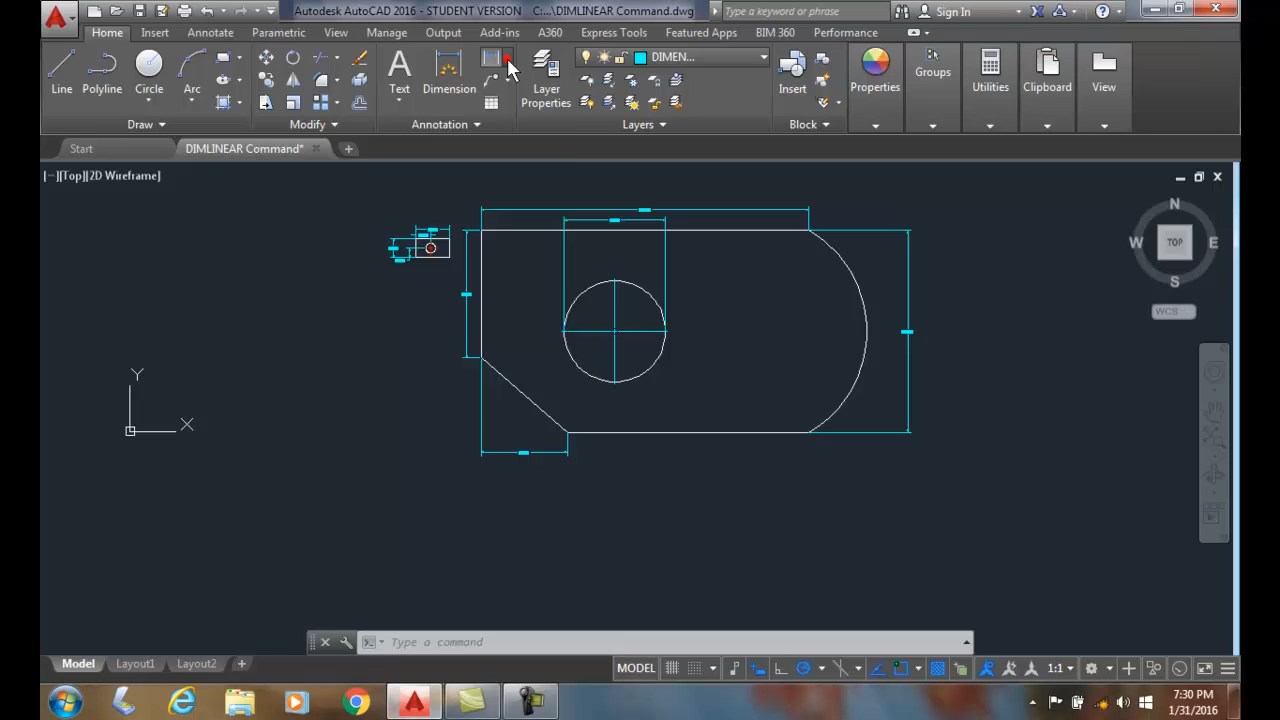 Autodesk AutoCAD 2016 - STUDENT VERSION C:\...\DIMLINEAR Command.dwg
Type a keyword or phrase
Sign In
Home Insert Annotate Parametric View Manage Output Add-ins A360 Express Tools Featured Apps BIM 360 Performance
DIMEN...
Line Polyline Circle Arc
Text Dimension
Layer
Properties
Insert
Properties
Groups
Utilities
Clipboard
View
Draw Modify Annotation Layers Block
Start DIMLINEAR Command*
[−][Top][2D Wireframe]
N
W TOP E
S
WCS
Y
X
Type a command
Model Layout1 Layout2
MODEL 1:1
7:30 PM
1/31/2016